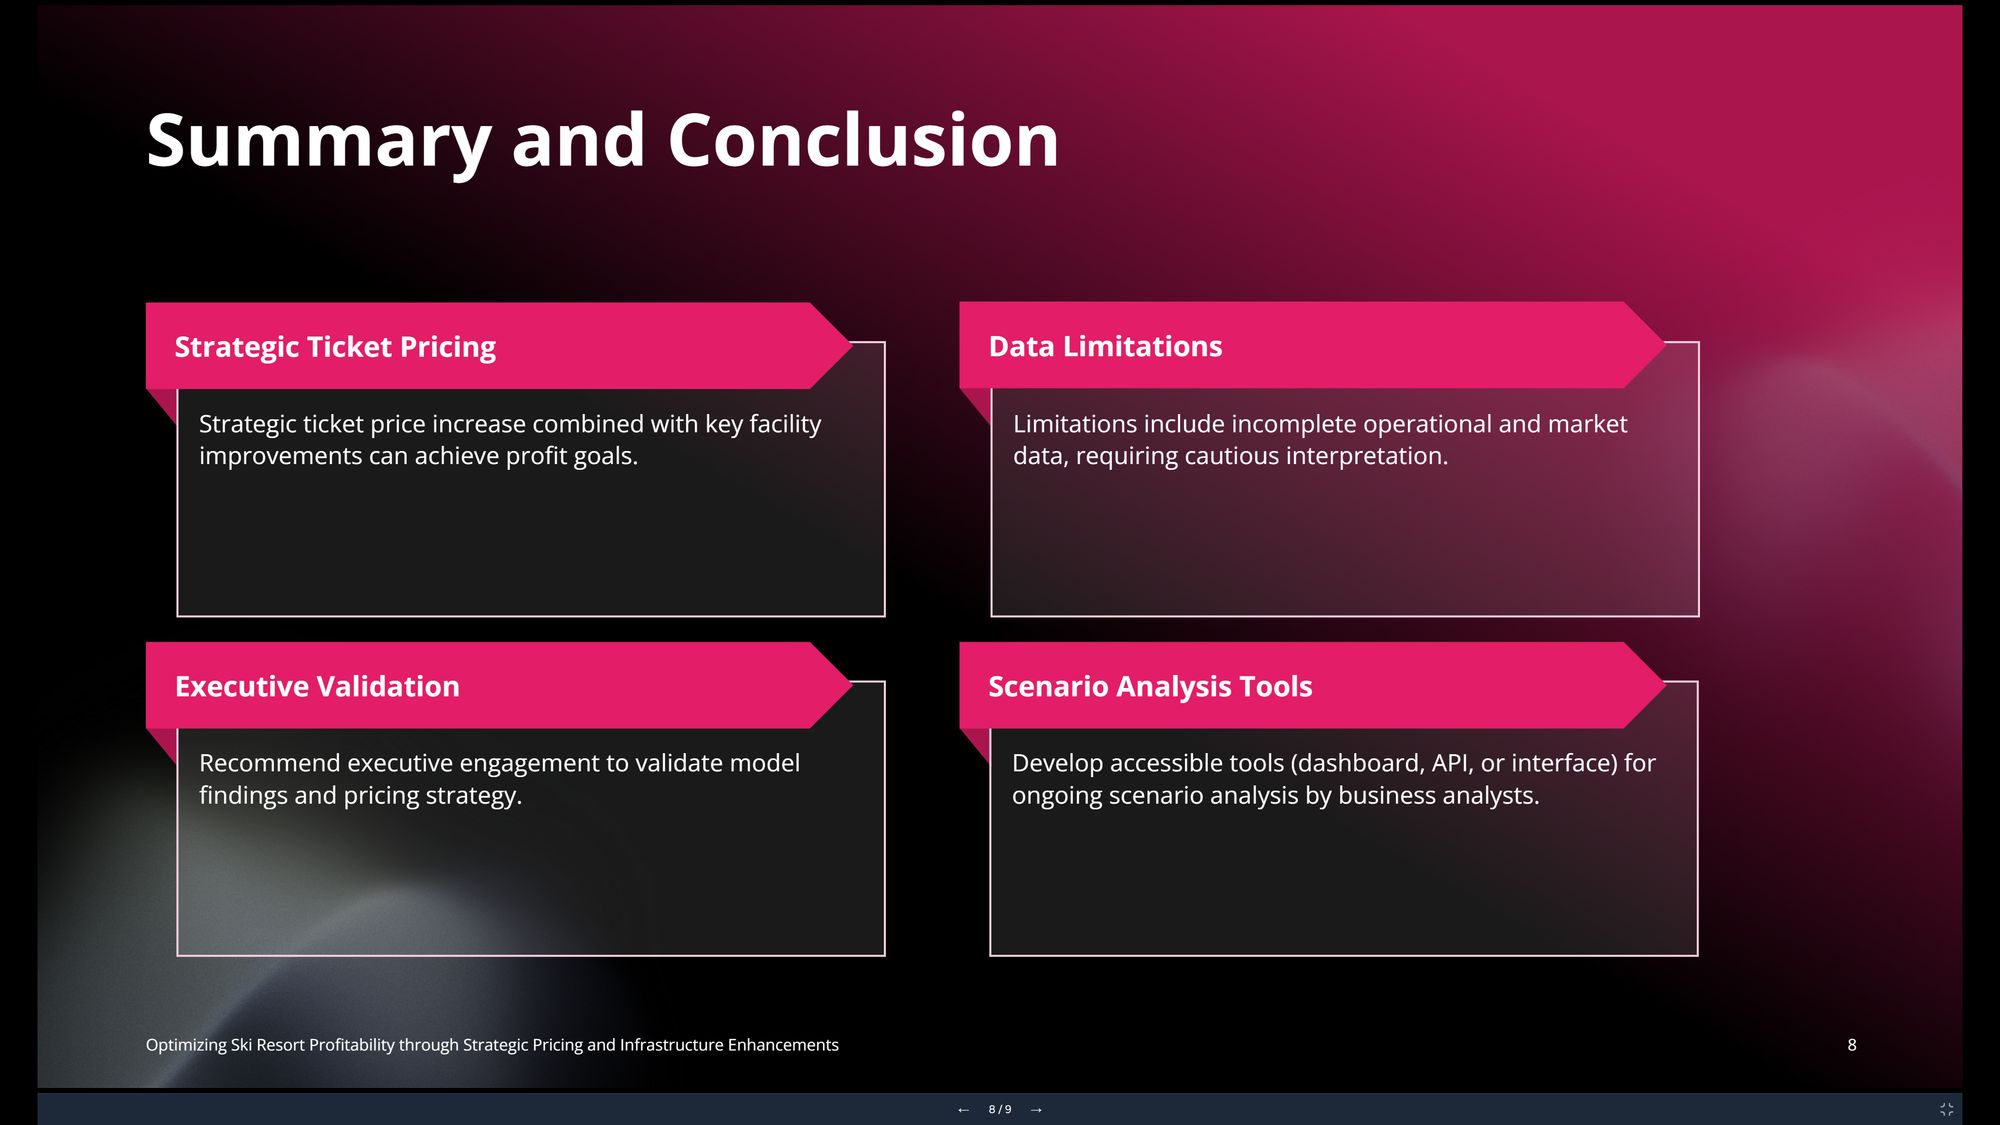 Summary and Conclusion
Strategic Ticket Pricing
Strategic ticket price increase combined with key facility
improvements can achieve profit goals.
Data Limitations
Limitations include incomplete operational and market
data, requiring cautious interpretation.
Executive Validation
Recommend executive engagement to validate model
findings and pricing strategy.
Scenario Analysis Tools
Develop accessible tools (dashboard, API, or interface) for
ongoing scenario analysis by business analysts.
Optimizing Ski Resort Profitability through Strategic Pricing and Infrastructure Enhancements
8
← 8 / 9 →